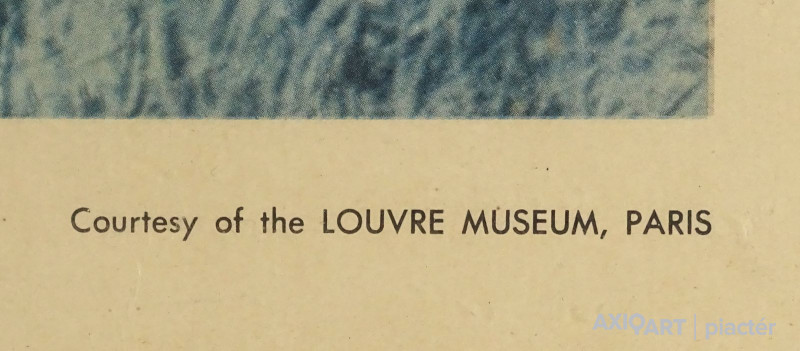 Courtesy of the LOUVRE MUSEUM, PARIS
AXIOART | piactér